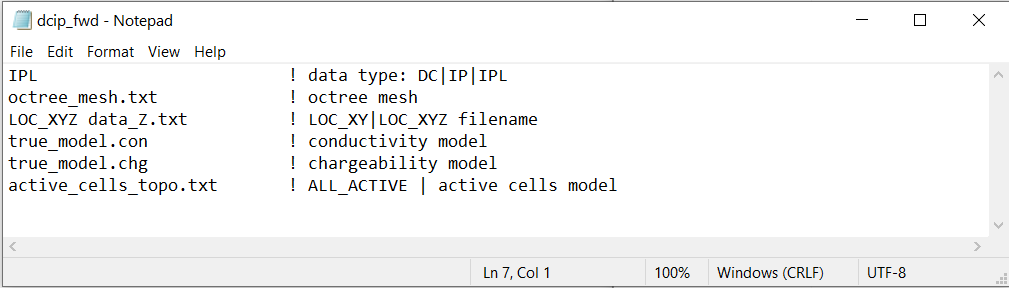 dcip_fwd - Notepad
File Edit Format View Help
IPL ! data type: DC|IP|IPL
octree_mesh.txt ! octree mesh
LOC_XYZ data_Z.txt ! LOC_XY|LOC_XYZ filename
true_model.con ! conductivity model
true_model.chg ! chargeability model
active_cells_topo.txt ! ALL_ACTIVE | active cells model
Ln 7, Col 1 100% Windows (CRLF) UTF-8